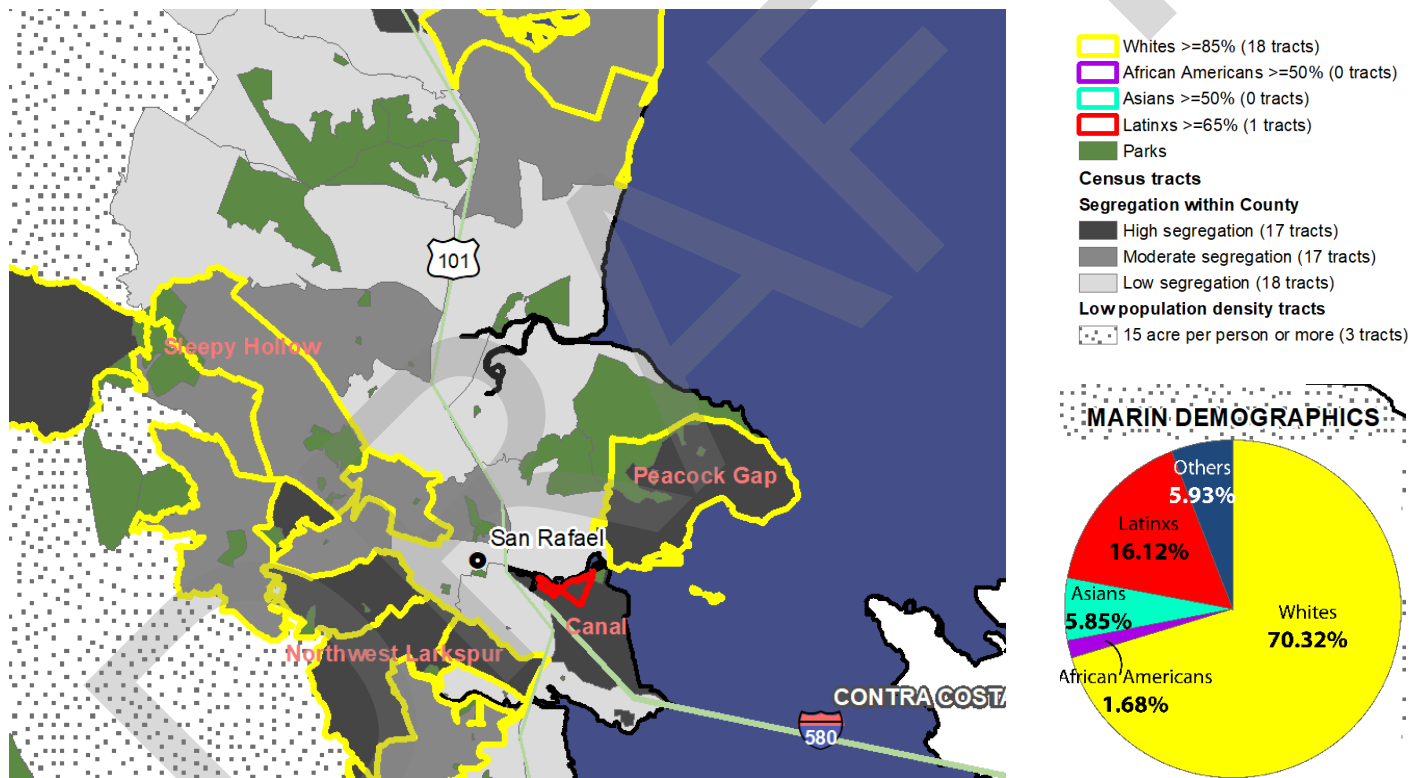 101
Sleepy Hollow
Peacock Gap
San Rafael
Canal
Northwest Larkspur
CONTRA COSTA
580
Whites >=85% (18 tracts)
African Americans >=50% (0 tracts)
Asians >=50% (0 tracts)
Latinxs >=65% (1 tracts)
Parks
Census tracts
Segregation within County
High segregation (17 tracts)
Moderate segregation (17 tracts)
Low segregation (18 tracts)
Low population density tracts
15 acre per person or more (3 tracts)
MARIN DEMOGRAPHICS
Others
5.93%
Latinxs
16.12%
Asians
5.85%
Whites
70.32%
African Americans
1.68%